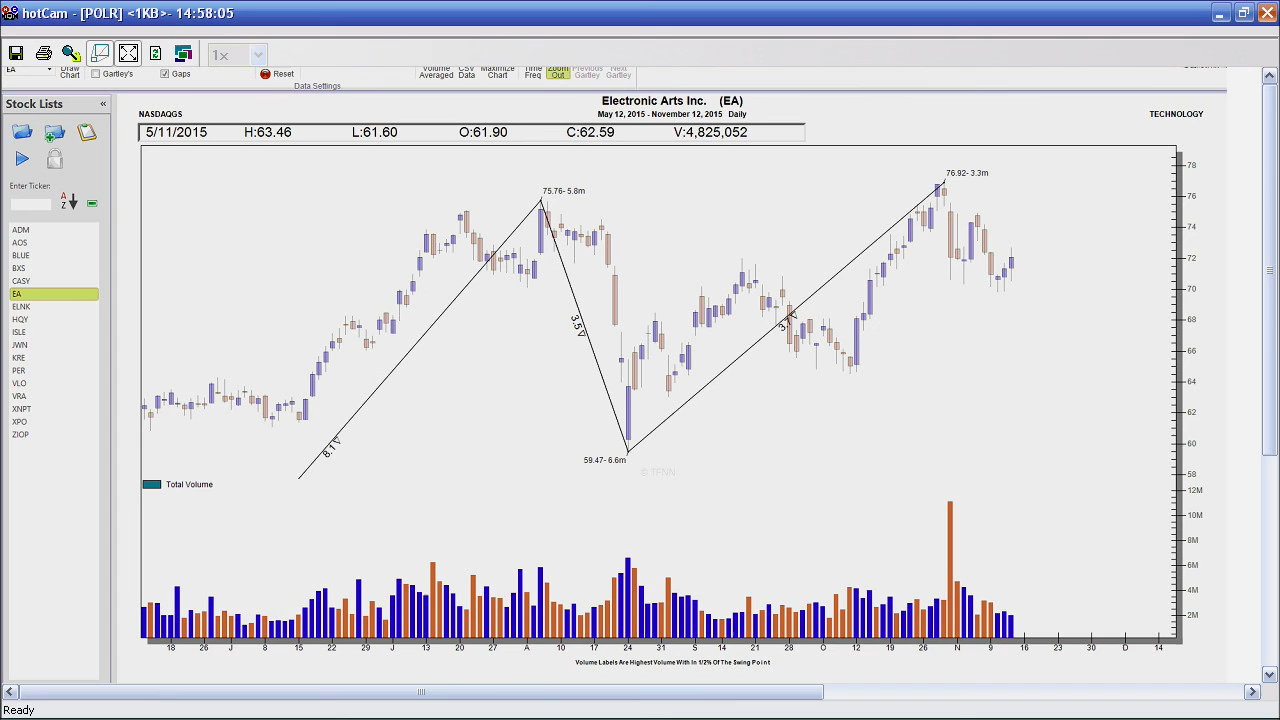 hotCam - [POLR] <1KB>- 14:58:05
1x
EA
Draw Chart
Gartley's
Gaps
Reset
Volume Averaged
CSV Data
Maximize Chart
Time Freq
Zoom Out
Previous Gartley
Next Gartley
Data Settings
Stock Lists «
Enter Ticker:
A
Z
ADM
AOS
BLUE
BXS
CASY
EA
ELNK
HQY
ISLE
JWN
KRE
PER
VLO
VRA
XNPT
XPO
ZIOP
Electronic Arts Inc. (EA)
NASDAQGS
May 12, 2015 - November 12, 2015 Daily
TECHNOLOGY
5/11/2015 H:63.46 L:61.60 O:61.90 C:62.59 V:4,825,052
76.92- 3.3m
75.76- 5.8m
59.47- 6.6m
8.1
3.5
© TFNN
78
76
74
72
70
68
66
64
62
60
58
Total Volume
12M
10M
8M
6M
4M
2M
18 26 J 8 15 22 29 J 13 20 27 A 10 17 24 31 S 14 21 28 O 12 19 26 N 9 16 23 30 D 14
Volume Labels Are Highest Volume With In 1/2% Of The Swing Point
Ready